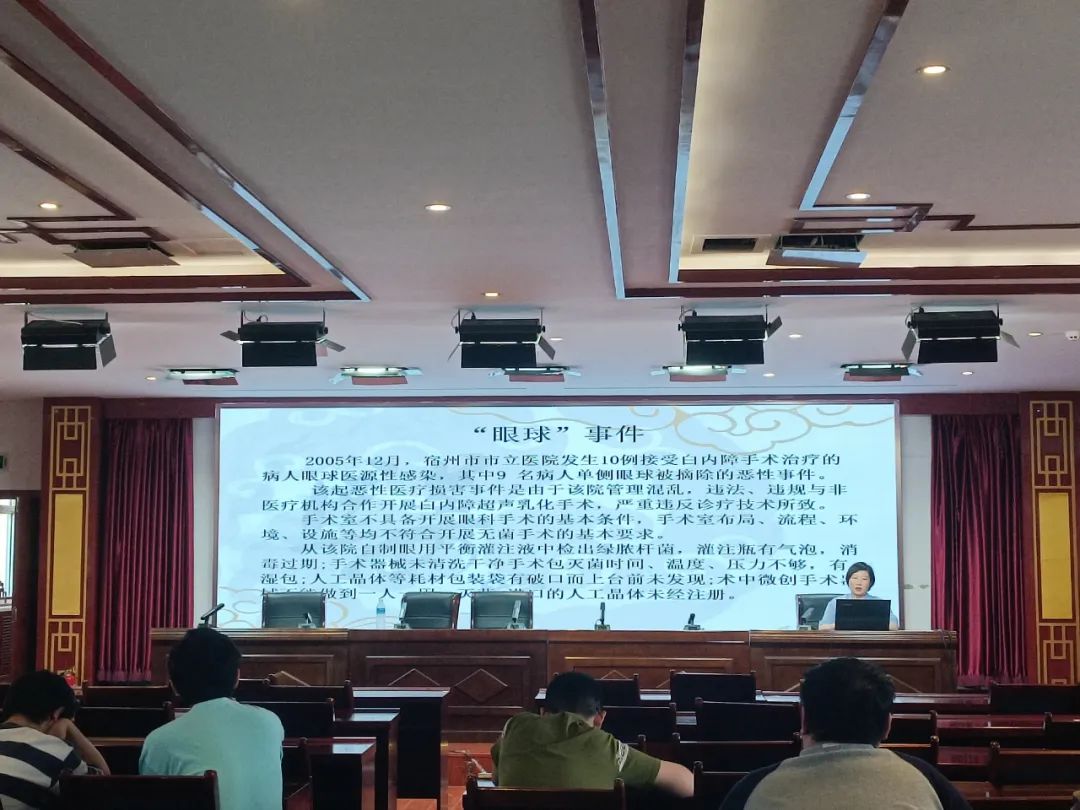 “眼球”事件
2005年12月，宿州市市立医院发生10例接受白内障手术治疗的
病人眼球医源性感染，其中9 名病人单侧眼球被摘除的恶性事件。
该起恶性医疗损害事件是由于该院管理混乱，违法、违规与非
医疗机构合作开展白内障超声乳化手术，严重违反诊疗技术所致。
手术室不具备开展眼科手术的基本条件，手术室布局、流程、环
境、设施等均不符合开展无菌手术的基本要求。
从该院自制眼用平衡灌注液中检出绿脓杆菌，灌注瓶有气泡，消
毒过期;手术器械未清洗干净手术包灭菌时间、温度、压力不够，有
湿包;人工晶体等耗材包装袋有破口而上台前未发现;术中微创手术
做到一人 的人工晶体未经注册。